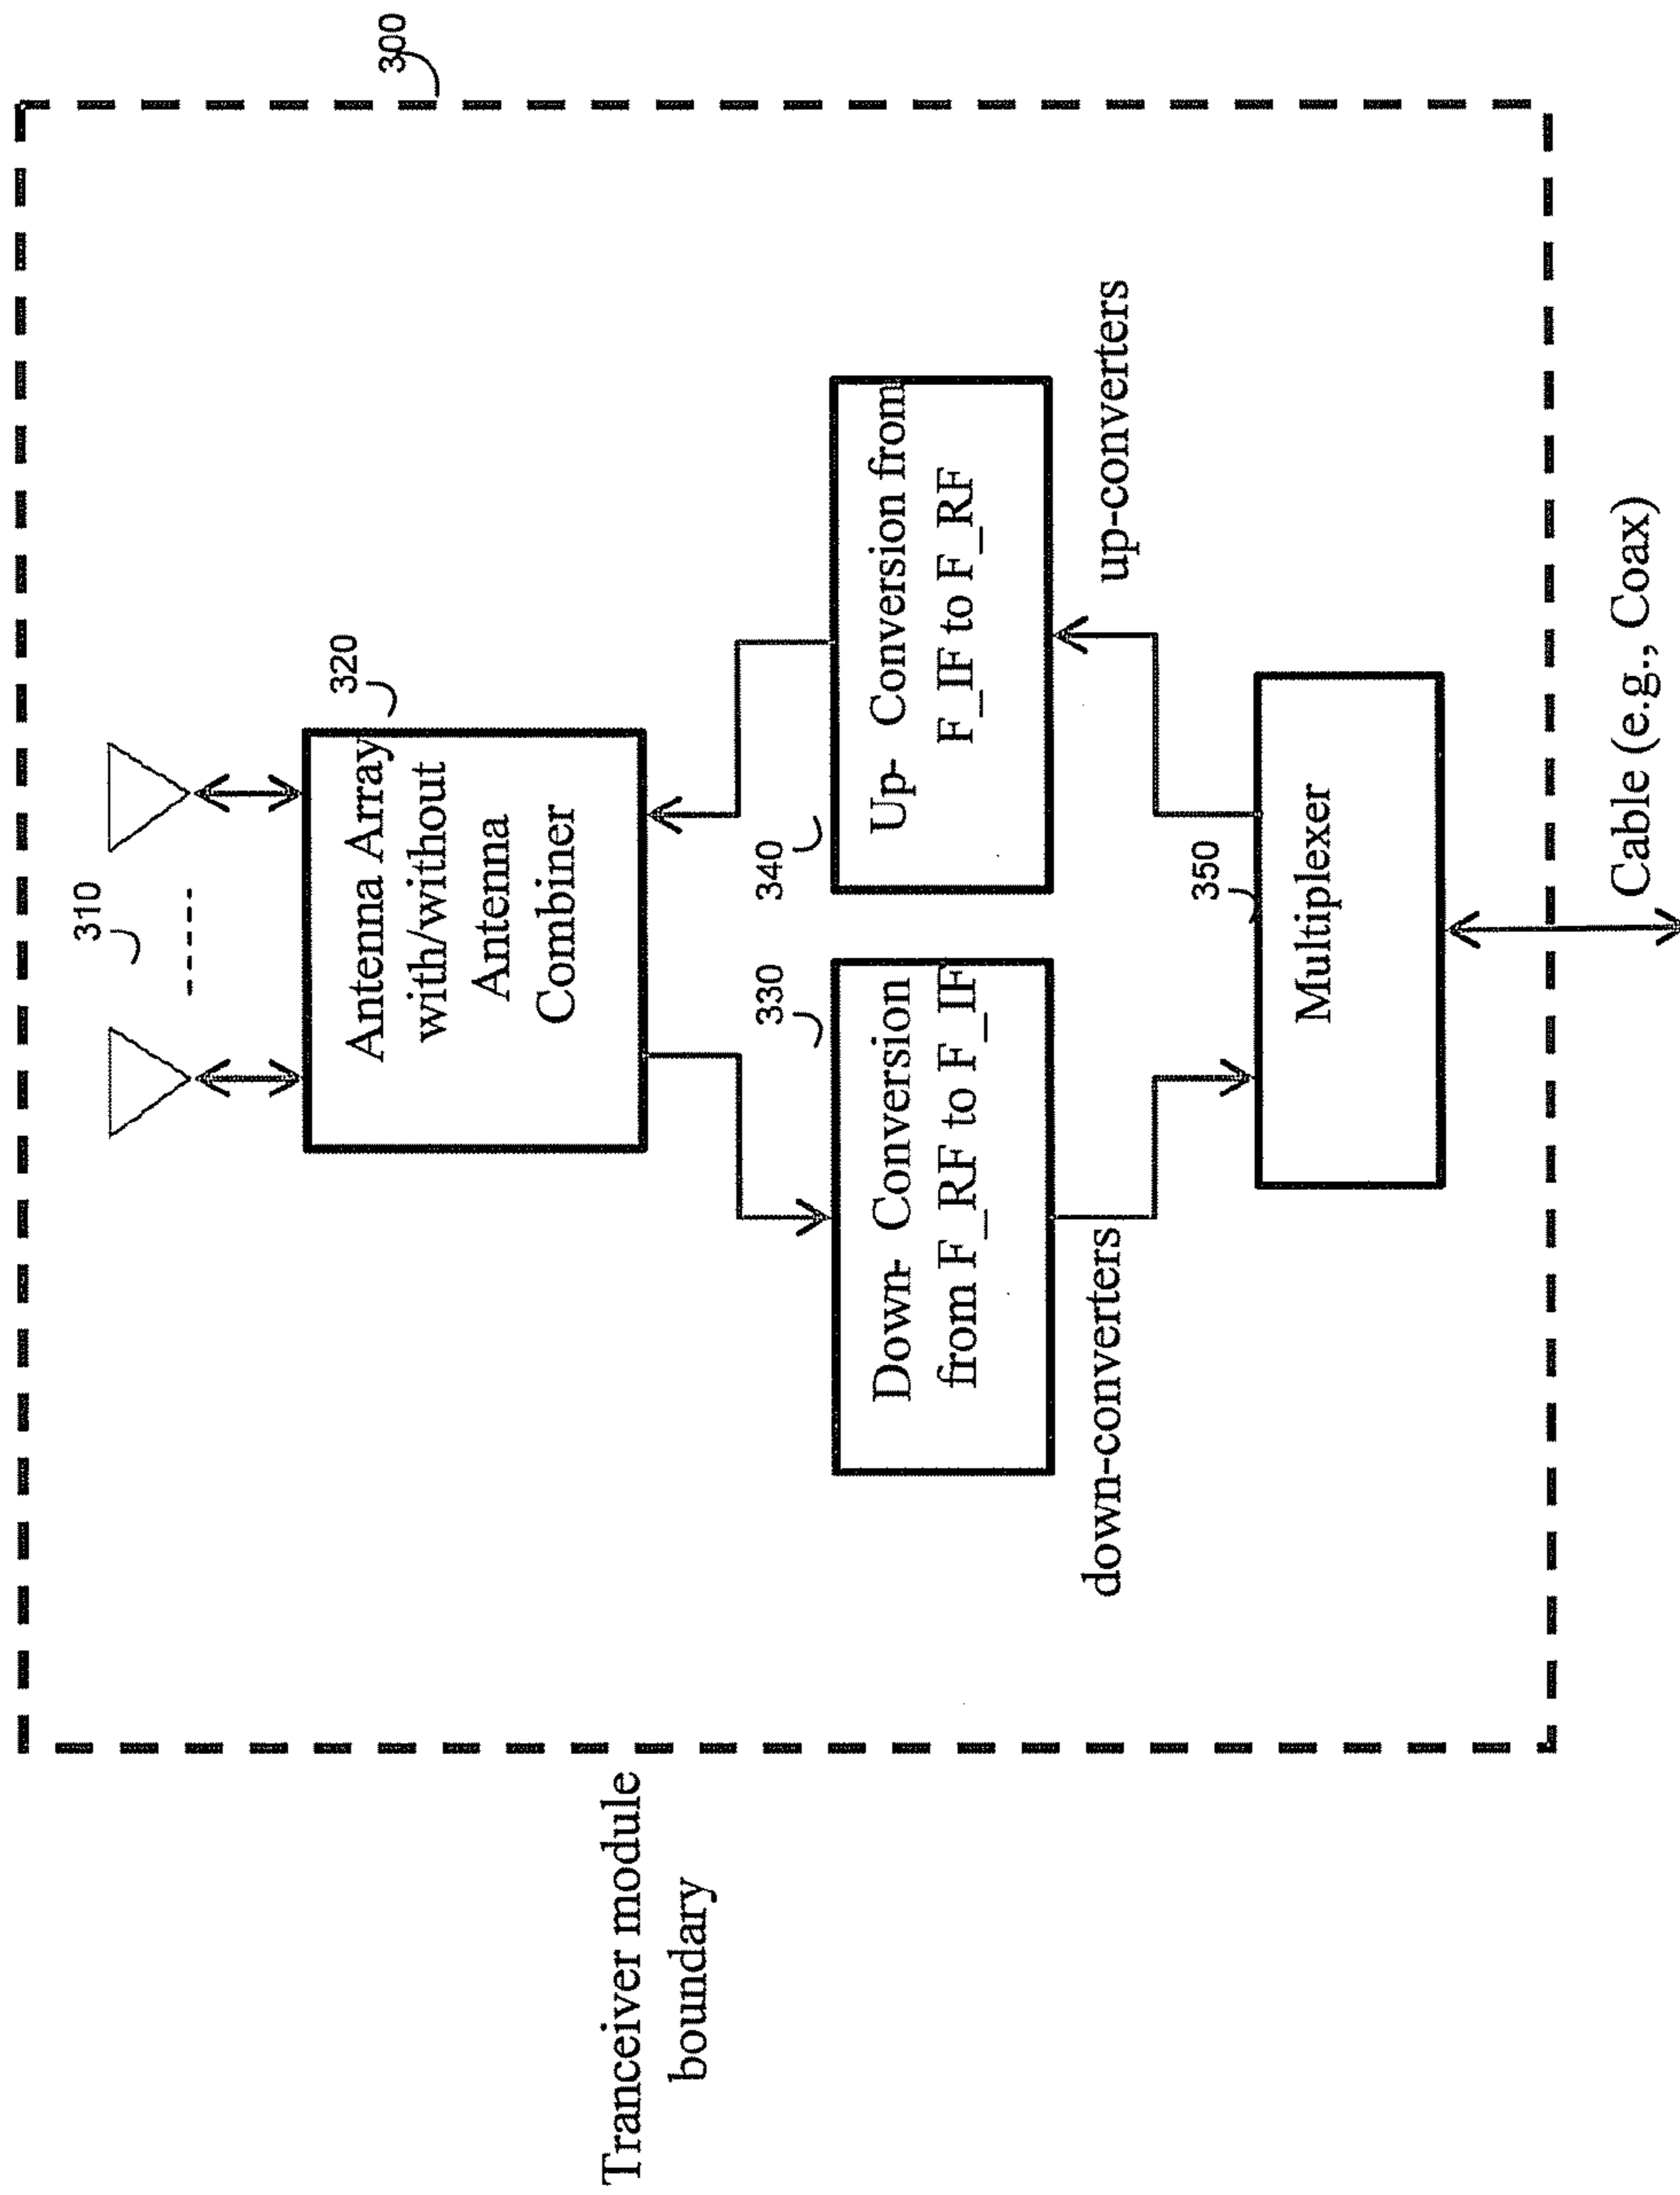 300
310
320
Antenna Array
with/without
Antenna
Combiner
330
Down- Conversion
from F_RF to F_IF
340
Up- Conversion from
F_IF to F_RF
down-converters
up-converters
350
Multiplexer
Cable (e.g., Coax)
Tranceiver module
boundary